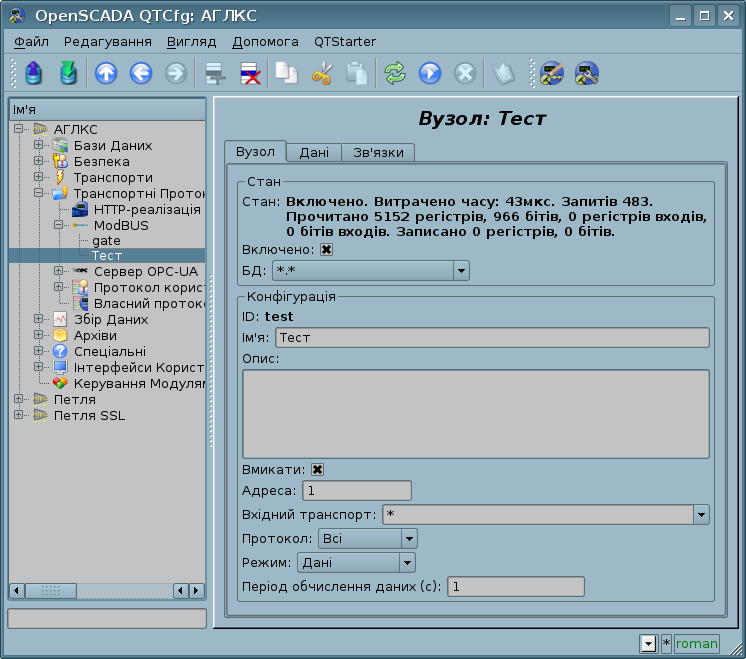 OpenSCADA QTCfg: АГЛКС
Файл Редагування Вигляд Допомога QTStarter
Ім'я
АГЛКС
Бази Даних
Безпека
Транспорти
Транспортні Проток
HTTP-реалізація
ModBUS
gate
Тест
Сервер OPC-UA
Протокол корис
Власний проток
Збір Даних
Архіви
Спеціальні
Інтерфейси Корист
Керування Модулям
Петля
Петля SSL
Вузол: Тест
Вузол Дані Зв'язки
Стан
Стан: Включено. Витрачено часу: 43мкс. Запитів 483.
Прочитано 5152 регістрів, 966 бітів, 0 регістрів входів,
0 бітів входів. Записано 0 регістрів, 0 бітів.
Включено:
БД: *.*
Конфігурація
ID: test
Ім'я: Тест
Опис:
Вмикати:
Адреса: 1
Вхідний транспорт: *
Протокол: Всі
Режим: Дані
Період обчислення даних (с): 1
* roman